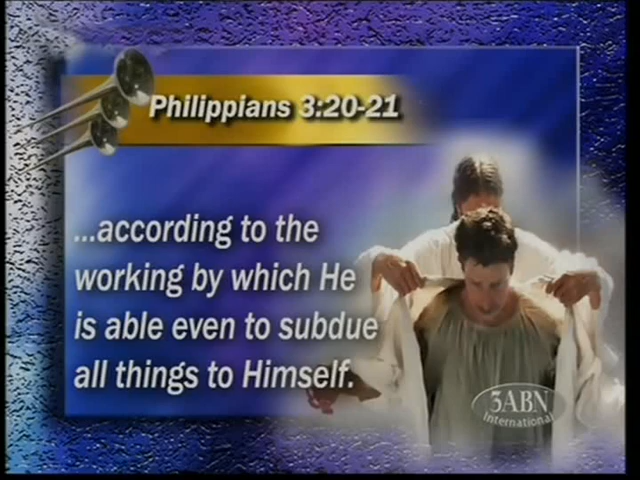 Philippians 3:20-21
...according to the
working by which He
is able even to subdue
all things to Himself.
3ABN
International